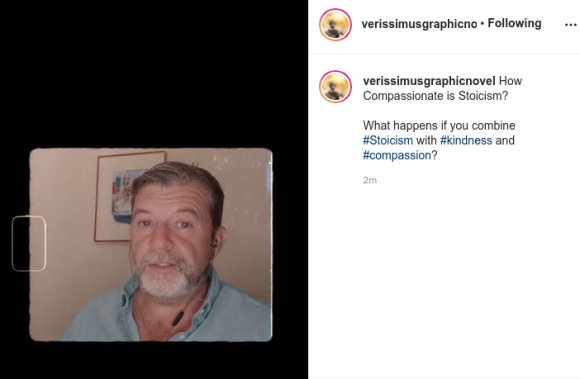 verissimusgraphicno • Following
verissimusgraphicnovel How
Compassionate is Stoicism?
What happens if you combine
#Stoicism with #kindness and
#compassion?
2m